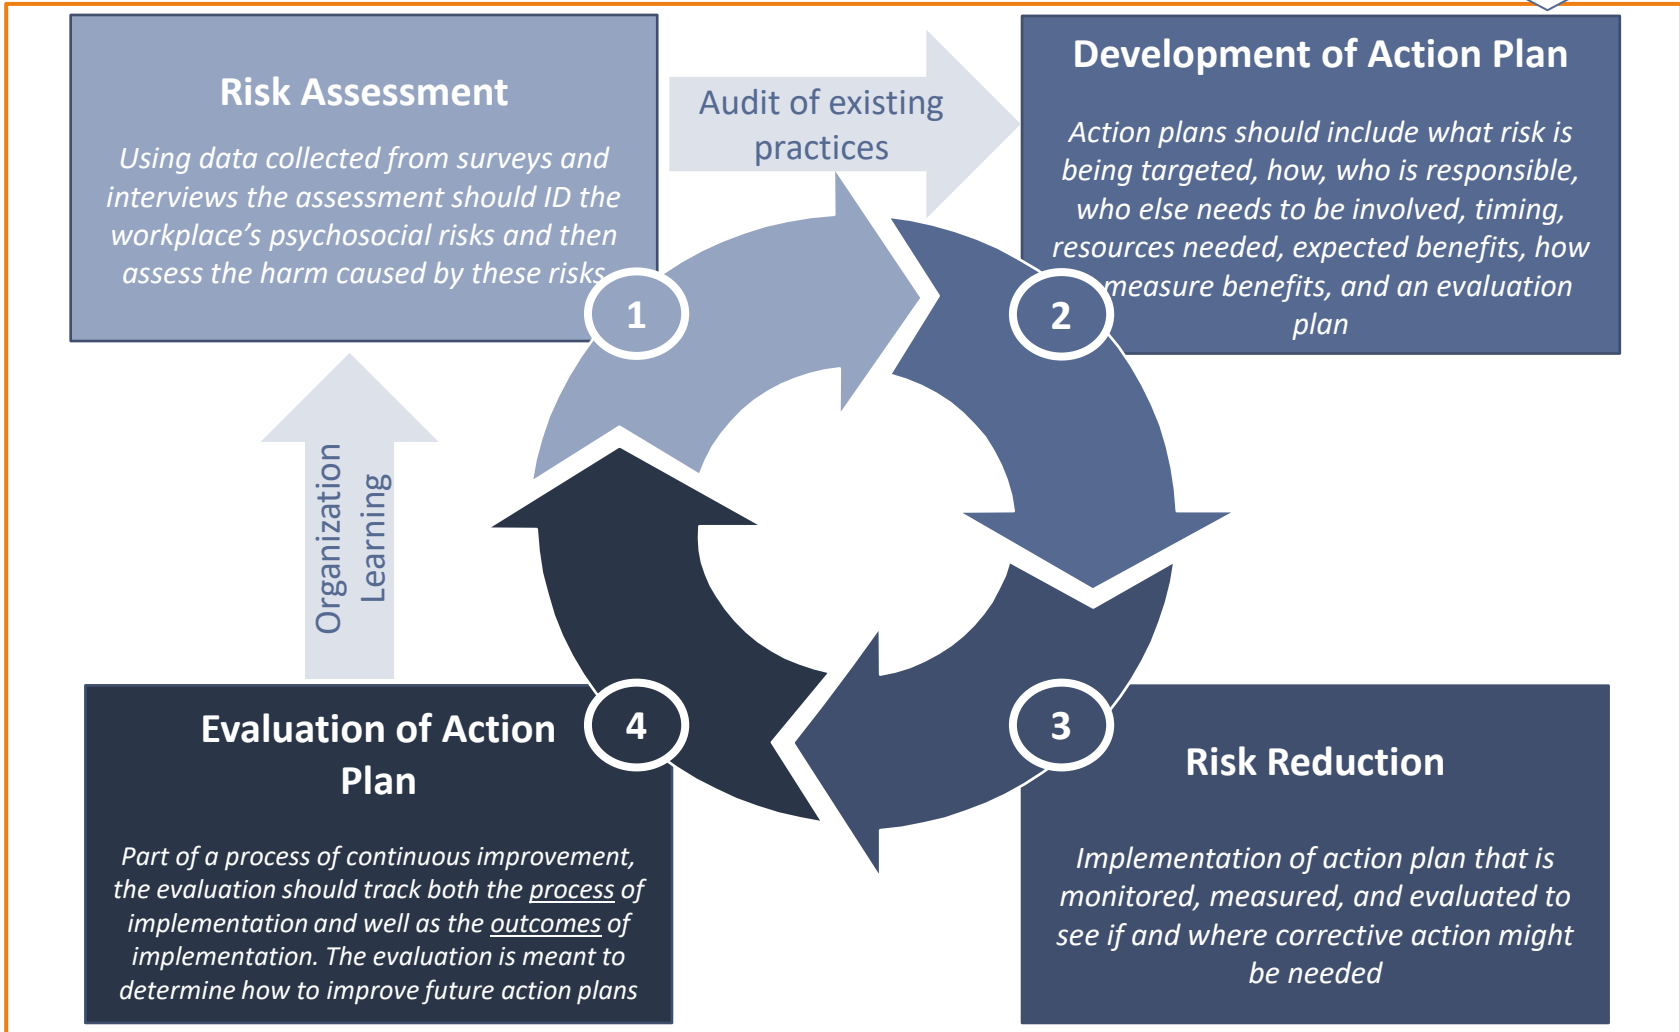 Risk Assessment
Using data collected from surveys and
interviews the assessment should ID the
workplace’s psychosocial risks and then
assess the harm caused by these risks
Audit of existing
practices
Development of Action Plan
Action plans should include what risk is
being targeted, how, who is responsible,
who else needs to be involved, timing,
resources needed, expected benefits, how
measure benefits, and an evaluation
plan
1
2
Organization
Learning
Evaluation of Action
Plan
Part of a process of continuous improvement,
the evaluation should track both the process of
implementation and well as the outcomes of
implementation. The evaluation is meant to
determine how to improve future action plans
4
3
Risk Reduction
Implementation of action plan that is
monitored, measured, and evaluated to
see if and where corrective action might
be needed